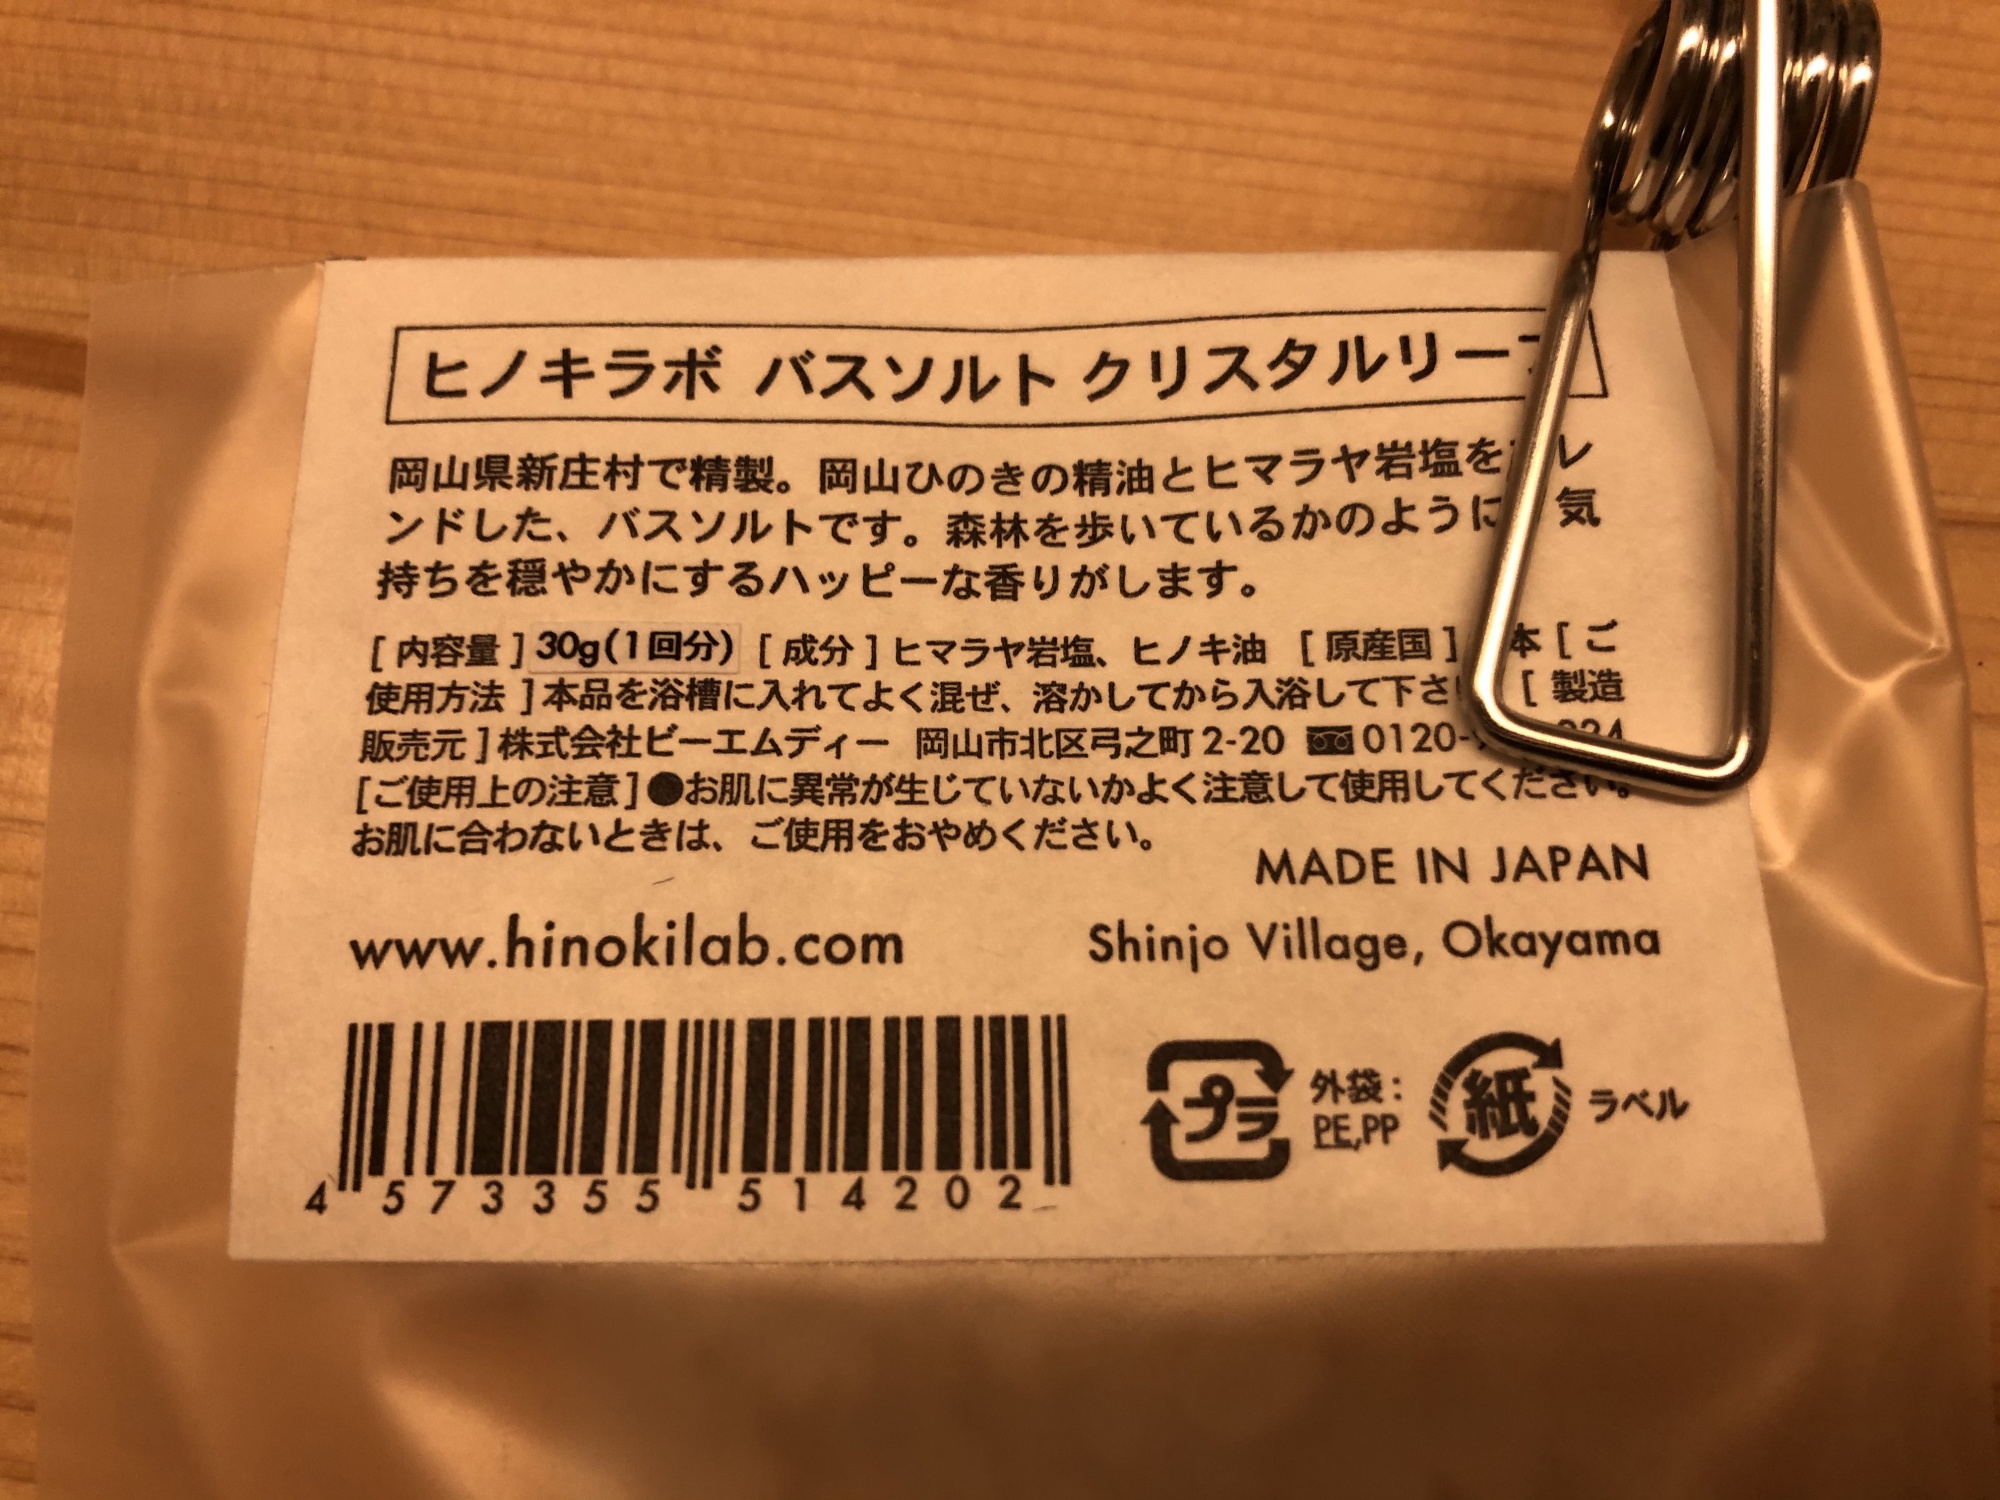 ヒノキラボ バスソルト クリスタルリー
岡山県新庄村で精製。岡山ひのきの精油とヒマラヤ岩塩を レ
ンドした、バスソルトです。森林を歩いているかのように 気
持ちを穏やかにするハッピーな香りがします。
[ 内容量 ] 30g(1回分) [ 成分 ] ヒマラヤ岩塩、ヒノキ油 [ 原産国 ] 本 [ ご
使用方法 ] 本品を浴槽に入れてよく混ぜ、溶かしてから入浴して下さ [ 製造
販売元 ] 株式会社ビーエムディー 岡山市北区弓之町 2-20 0120-
[ご使用上の注意] ●お肌に異常が生じていないかよく注意して使用してください。
お肌に合わないときは、ご使用をおやめください。
MADE IN JAPAN
www.hinokilab.com Shinjo Village, Okayama
プラ 外袋: 紙 ラベル
PE,PP
4 573355 514202